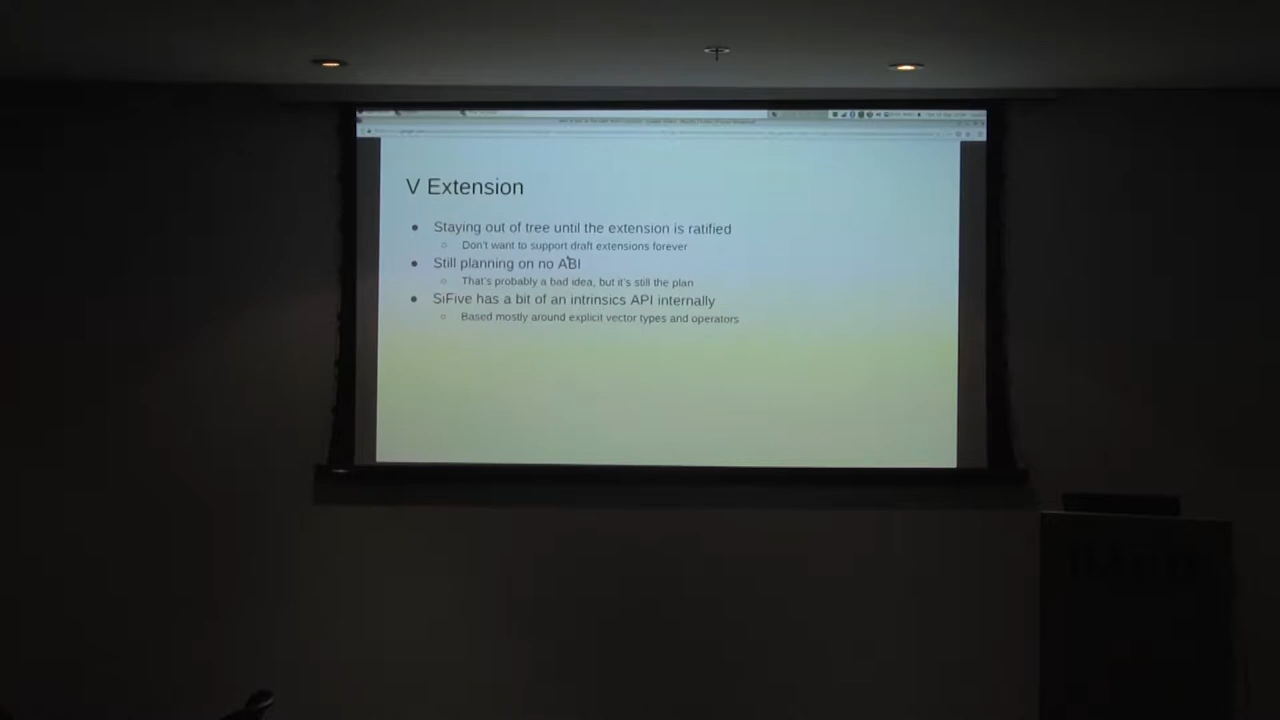 V Extension
● Staying out of tree until the extension is ratified
○ Don't want to support draft extensions forever
● Still planning on no ABI
○ That's probably a bad idea, but it's still the plan
● SiFive has a bit of an intrinsics API internally
○ Based mostly around explicit vector types and operators